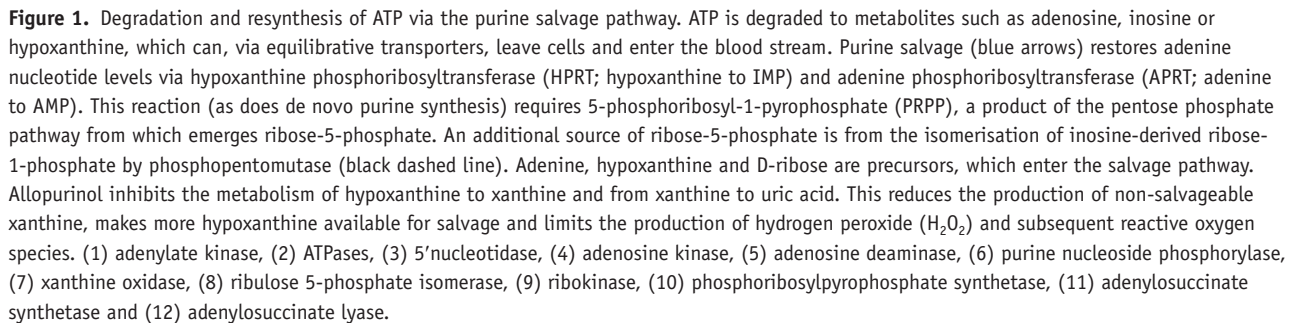 Figure 1. Degradation and resynthesis of ATP via the purine salvage pathway. ATP is degraded to metabolites such as adenosine, inosine or
hypoxanthine, which can, via equilibrative transporters, leave cells and enter the blood stream. Purine salvage (blue arrows) restores adenine
nucleotide levels via hypoxanthine phosphoribosyltransferase (HPRT; hypoxanthine to IMP) and adenine phosphoribosyltransferase (APRT; adenine
to AMP). This reaction (as does de novo purine synthesis) requires 5-phosphoribosyl-1-pyrophosphate (PRPP), a product of the pentose phosphate
pathway from which emerges ribose-5-phosphate. An additional source of ribose-5-phosphate is from the isomerisation of inosine-derived ribose-
1-phosphate by phosphopentomutase (black dashed line). Adenine, hypoxanthine and D-ribose are precursors, which enter the salvage pathway.
Allopurinol inhibits the metabolism of hypoxanthine to xanthine and from xanthine to uric acid. This reduces the production of non-salvageable
xanthine, makes more hypoxanthine available for salvage and limits the production of hydrogen peroxide (H₂O₂) and subsequent reactive oxygen
species. (1) adenylate kinase, (2) ATPases, (3) 5′nucleotidase, (4) adenosine kinase, (5) adenosine deaminase, (6) purine nucleoside phosphorylase,
(7) xanthine oxidase, (8) ribulose 5-phosphate isomerase, (9) ribokinase, (10) phosphoribosylpyrophosphate synthetase, (11) adenylosuccinate
synthetase and (12) adenylosuccinate lyase.